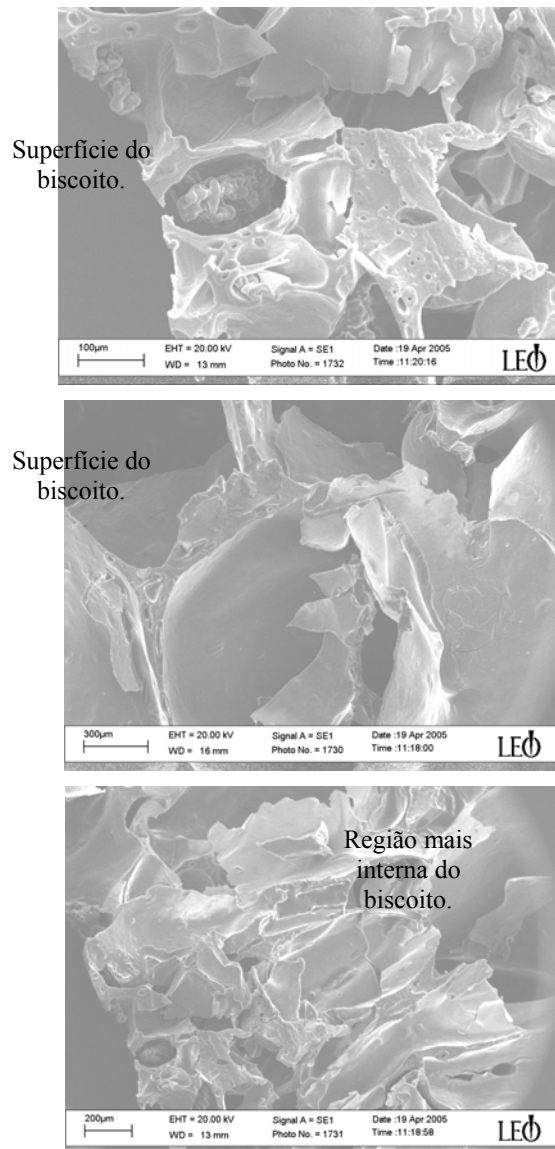 Superfície do
biscoito.
100µm
EHT = 20.00 kV
Signal A = SE1
Date :19 Apr 2005
WD = 13 mm
Photo No. = 1732
Time :11:20:16
LEO
Superfície do
biscoito.
300µm
EHT = 20.00 kV
Signal A = SE1
Date :19 Apr 2005
WD = 16 mm
Photo No. = 1730
Time :11:18:00
LEO
Região mais
interna do
biscoito.
200µm
EHT = 20.00 kV
Signal A = SE1
Date :19 Apr 2005
WD = 13 mm
Photo No. = 1731
Time :11:18:58
LEO